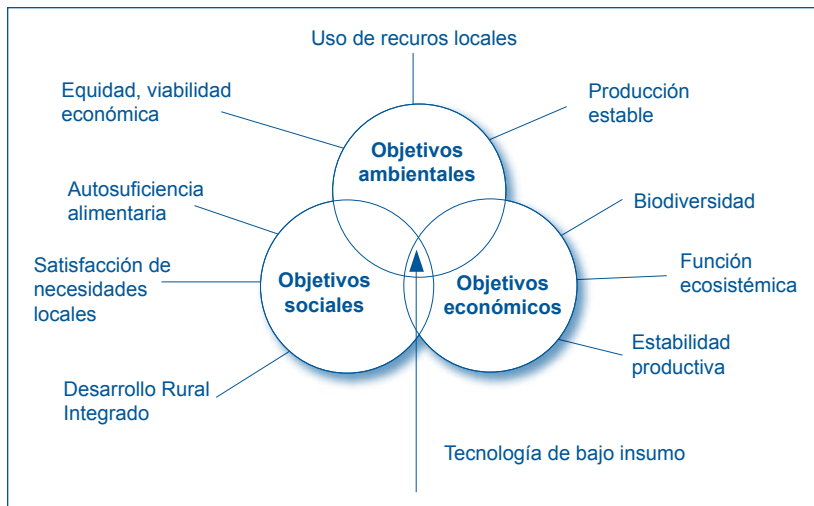 Uso de recuros locales
Equidad, viabilidad
económica
Producción
estable
Objetivos
ambientales
Autosuficiencia
alimentaria
Biodiversidad
Satisfacción de
necesidades
locales
Objetivos
sociales
Objetivos
económicos
Función
ecosistémica
Estabilidad
productiva
Desarrollo Rural
Integrado
Tecnología de bajo insumo